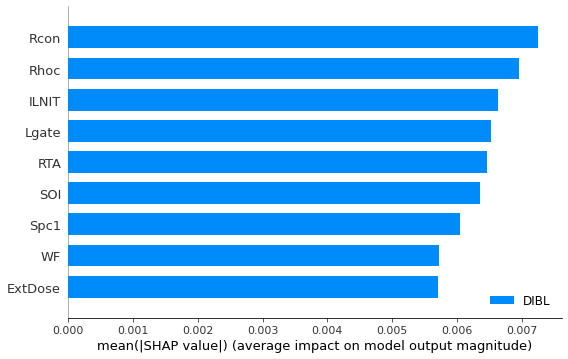 Rcon
Rhoc
ILNIT
Lgate
RTA
SOI
Spc1
WF
ExtDose
DIBL
0.000 0.001 0.002 0.003 0.004 0.005 0.006 0.007
mean(|SHAP value|) (average impact on model output magnitude)